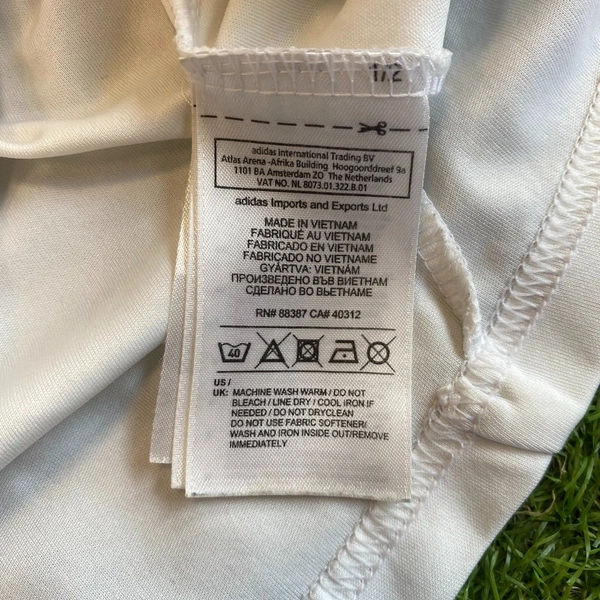 1/2
adidas International Trading BV
Atlas Arena -Afrika Building Hoogoorddreef 9a
1101 BA Amsterdam ZO The Netherlands
VAT NO. NL 8073.01.322.B.01
adidas Imports and Exports Ltd
MADE IN VIETNAM
FABRIQUÉ AU VIETNAM
FABRICADO EN VIETNAM
FABRICADO NO VIETNAME
GYÁRTVA: VIETNÁM
ПРОИЗВЕДЕНО ВЪВ ВИЕТНАМ
СДЕЛАНО ВО ВЬЕТНАМЕ
RN# 88387 CA# 40312
40
US /
UK: MACHINE WASH WARM / DO NOT
BLEACH / LINE DRY / COOL IRON IF
NEEDED / DO NOT DRYCLEAN
DO NOT USE FABRIC SOFTENER/
WASH AND IRON INSIDE OUT/REMOVE
IMMEDIATELY